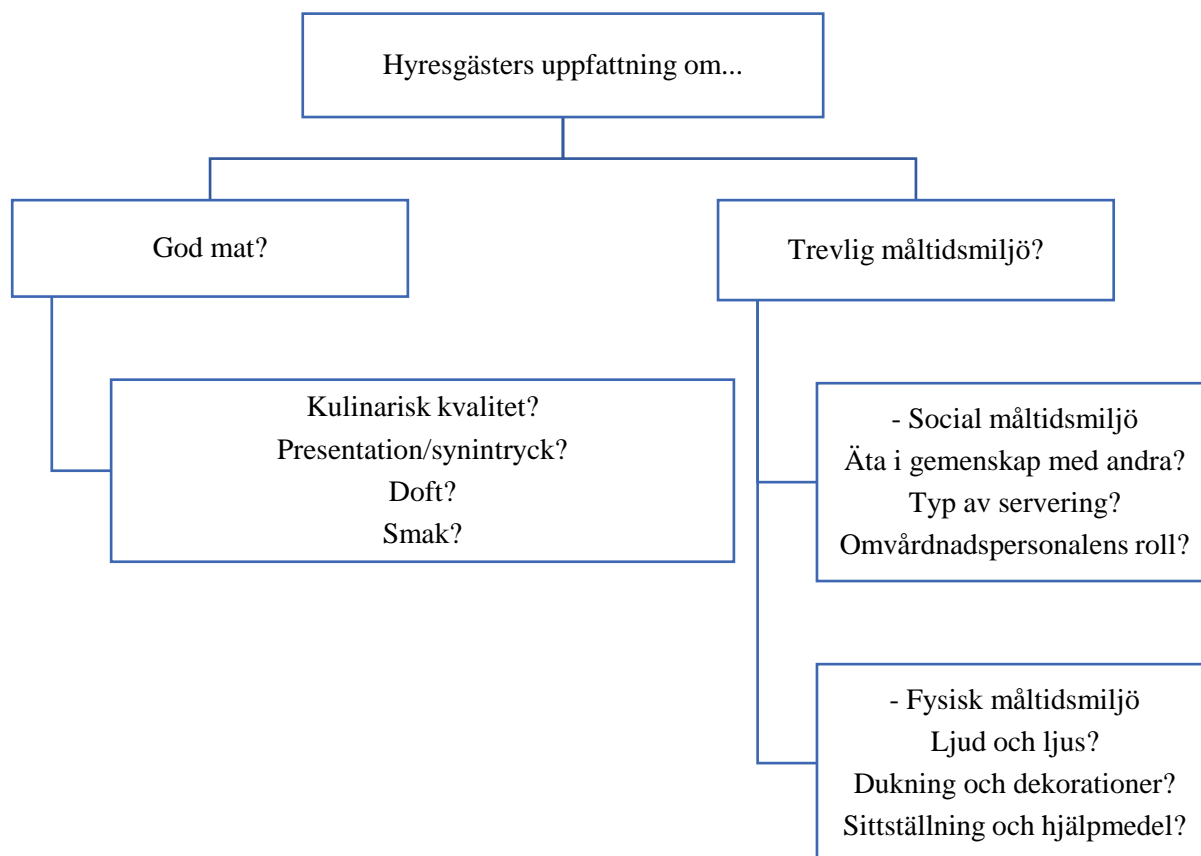 Hyresgästers uppfattning om...
God mat?
Trevlig måltidsmiljö?
Kulinarisk kvalitet?
Presentation/synintryck?
Doft?
Smak?
- Social måltidsmiljö
Äta i gemenskap med andra?
Typ av servering?
Omvårdnadspersonalens roll?
- Fysisk måltidsmiljö
Ljud och ljus?
Dukning och dekorationer?
Sittställning och hjälpmedel?